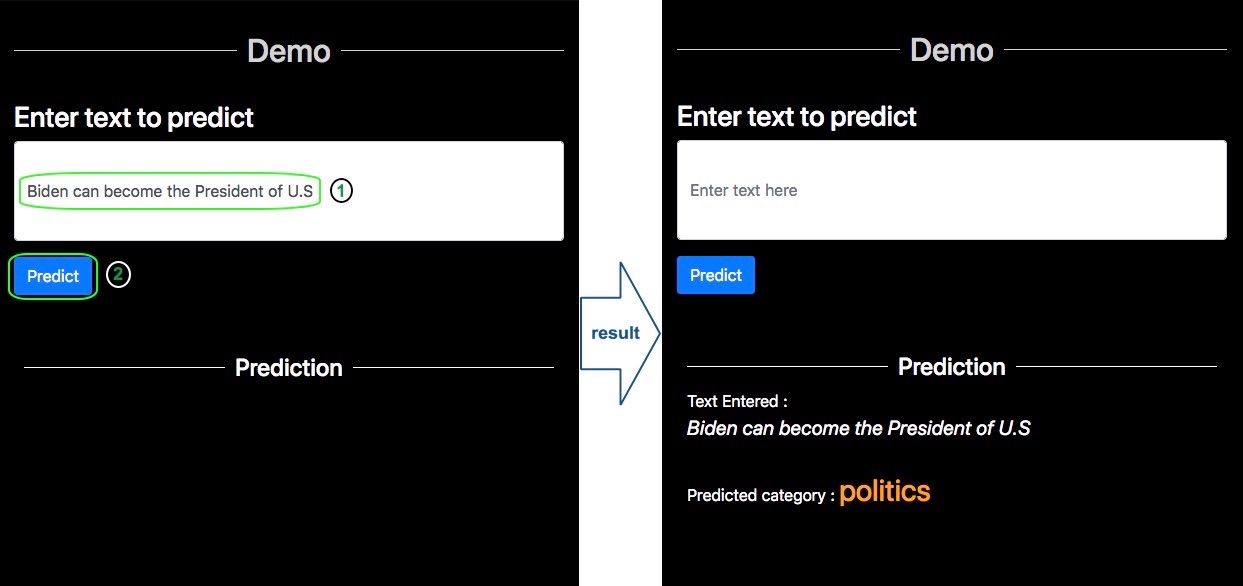 Demo
Enter text to predict
Biden can become the President of U.S
1
Predict
2
Prediction
result
Demo
Enter text to predict
Enter text here
Predict
Prediction
Text Entered :
Biden can become the President of U.S
Predicted category : politics